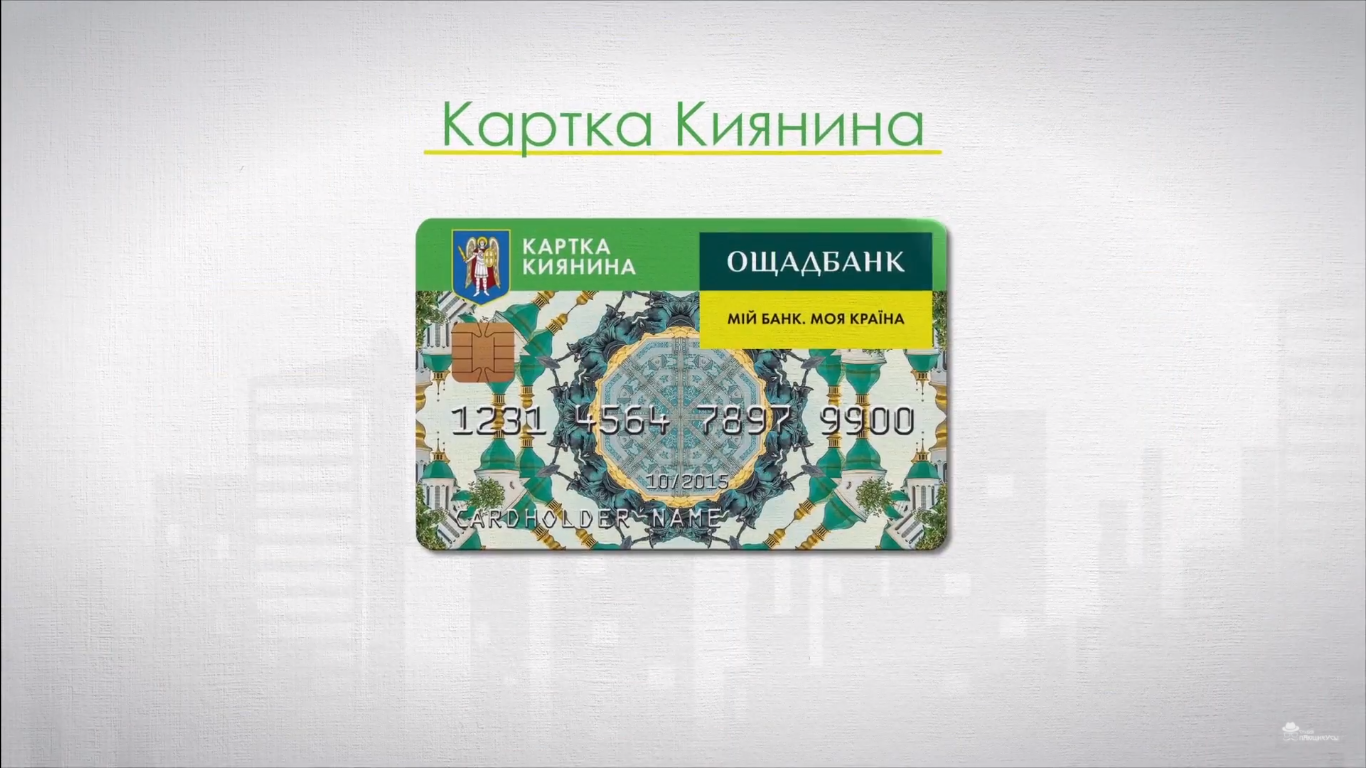 Картка Киянина
КАРТКА
КИЯНИНА
ОЩАДБАНК
МІЙ БАНК. МОЯ КРАЇНА
1231 4564 7897 9900
10/2015
CARDHOLDER NAME